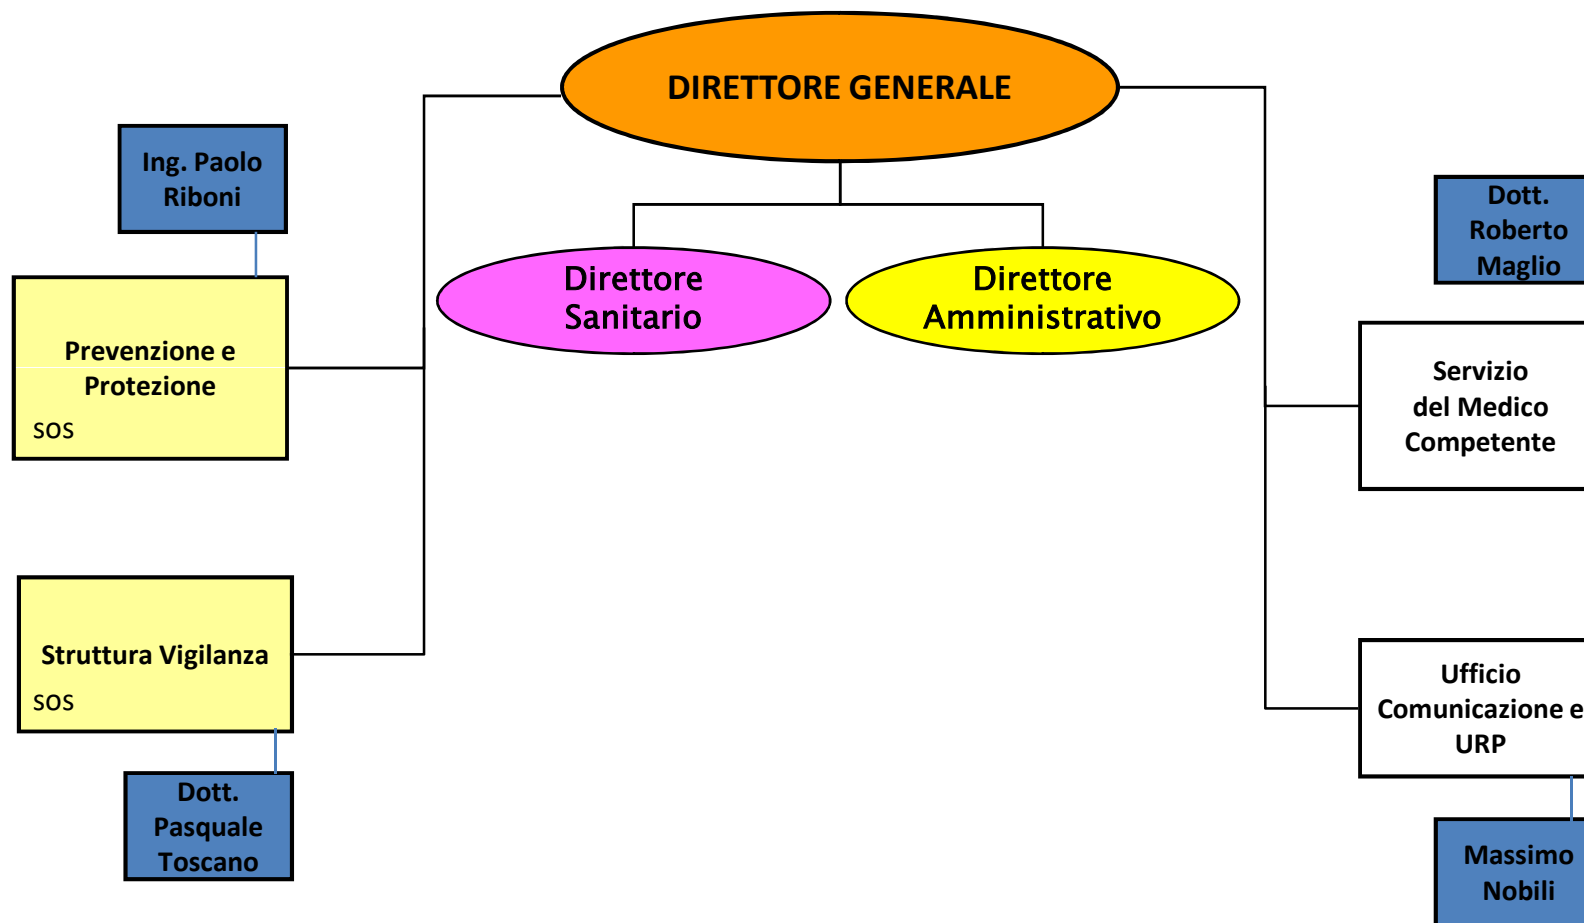 DIRETTORE GENERALE
Ing. Paolo
Riboni
Dott.
Roberto
Maglio
Direttore
Sanitario
Direttore
Amministrativo
Prevenzione e
Protezione
SOS
Servizio
del Medico
Competente
Struttura Vigilanza
SOS
Ufficio
Comunicazione e
URP
Dott.
Pasquale
Toscano
Massimo
Nobili